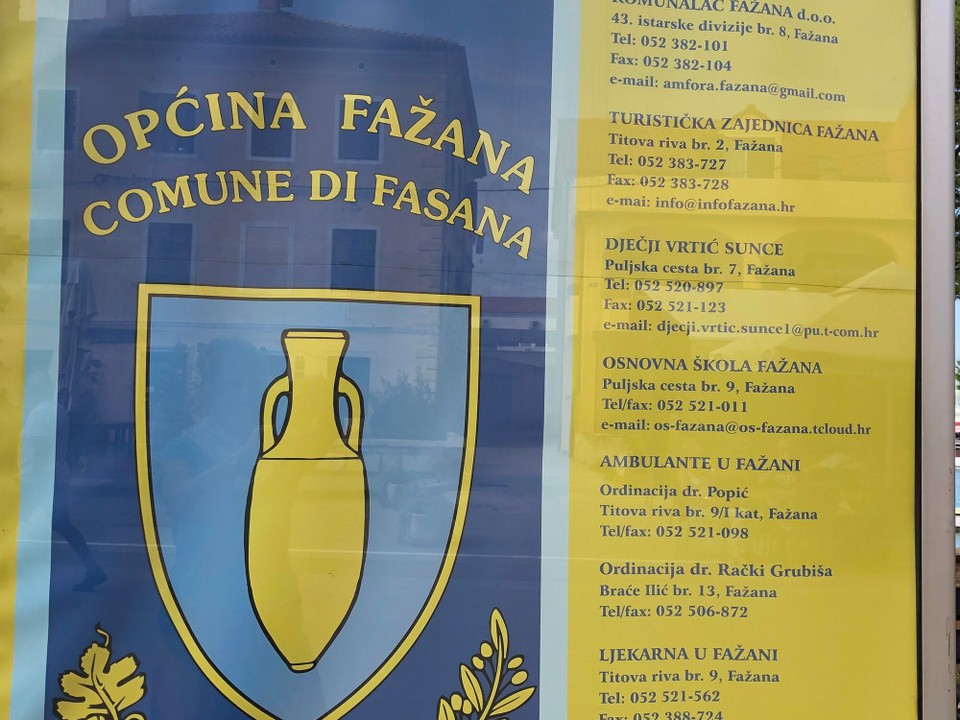 OPĆINA FAŽANA
COMUNE DI FASANA
KOMUNALAC FAŽANA d.o.o.
43. istarske divizije br. 8, Fažana
Tel: 052 382-101
Fax: 052 382-104
e-mail: amfora.fazana@gmail.com
TURISTIČKA ZAJEDNICA FAŽANA
Titova riva br. 2, Fažana
Tel: 052 383-727
Fax: 052 383-728
e-mai: info@infofazana.hr
DJEČJI VRTIĆ SUNCE
Puljska cesta br. 7, Fažana
Tel: 052 520-897
Fax: 052 521-123
e-mail: djecji.vrtic.sunce1@pu.t-com.hr
OSNOVNA ŠKOLA FAŽANA
Puljska cesta br. 9, Fažana
Tel/fax: 052 521-011
e-mail: os-fazana@os-fazana.tcloud.hr
AMBULANTE U FAŽANI
Ordinacija dr. Popić
Titova riva br. 9/I kat, Fažana
Tel/fax: 052 521-098
Ordinacija dr. Rački Grubiša
Braće Ilić br. 13, Fažana
Tel/fax: 052 506-872
LJEKARNA U FAŽANI
Titova riva br. 9, Fažana
Tel: 052 521-562
Fax: 052 388-724